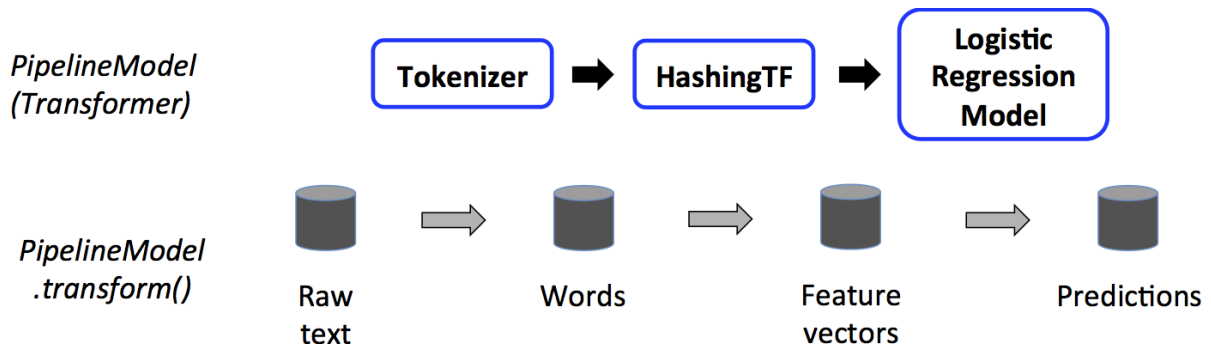 PipelineModel
(Transformer)
Tokenizer
HashingTF
Logistic
Regression
Model
PipelineModel
.transform()
Raw
text
Words
Feature
vectors
Predictions